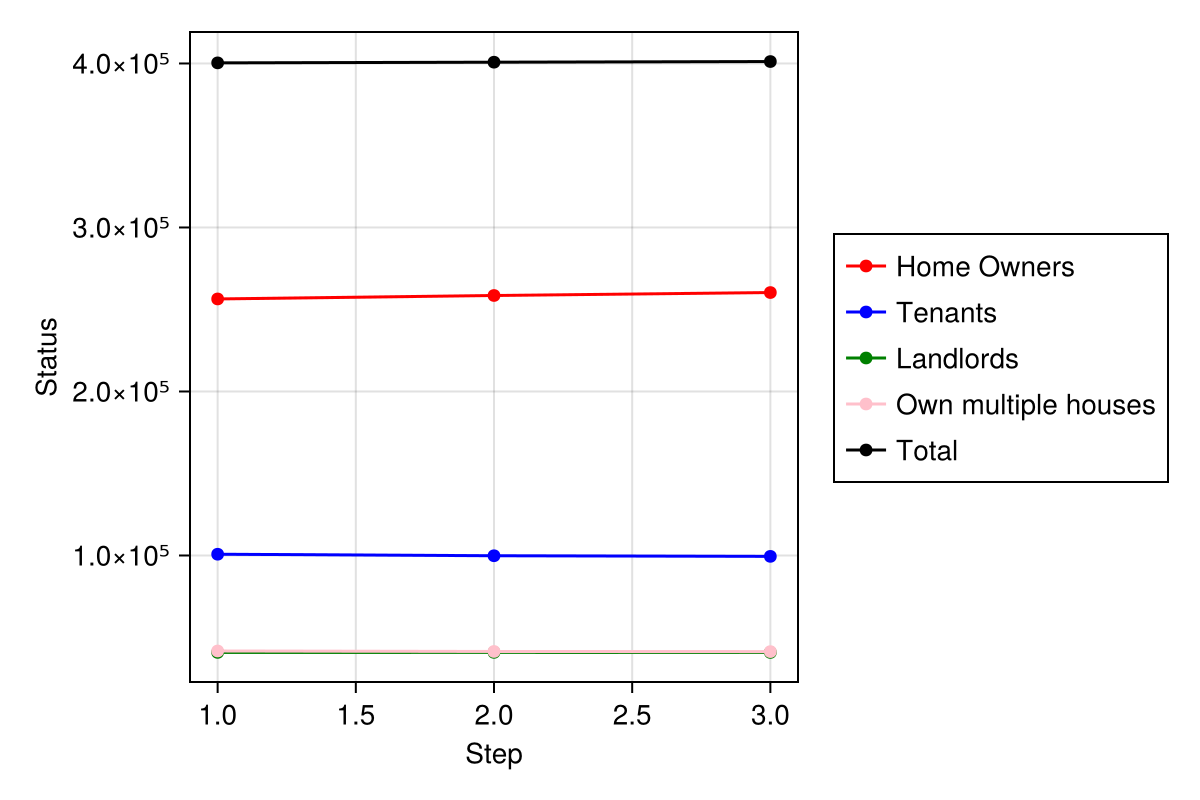 4.0×10⁵
3.0×10⁵
2.0×10⁵
1.0×10⁵
Status
1.0 1.5 2.0 2.5 3.0
Step
Home Owners
Tenants
Landlords
Own multiple houses
Total